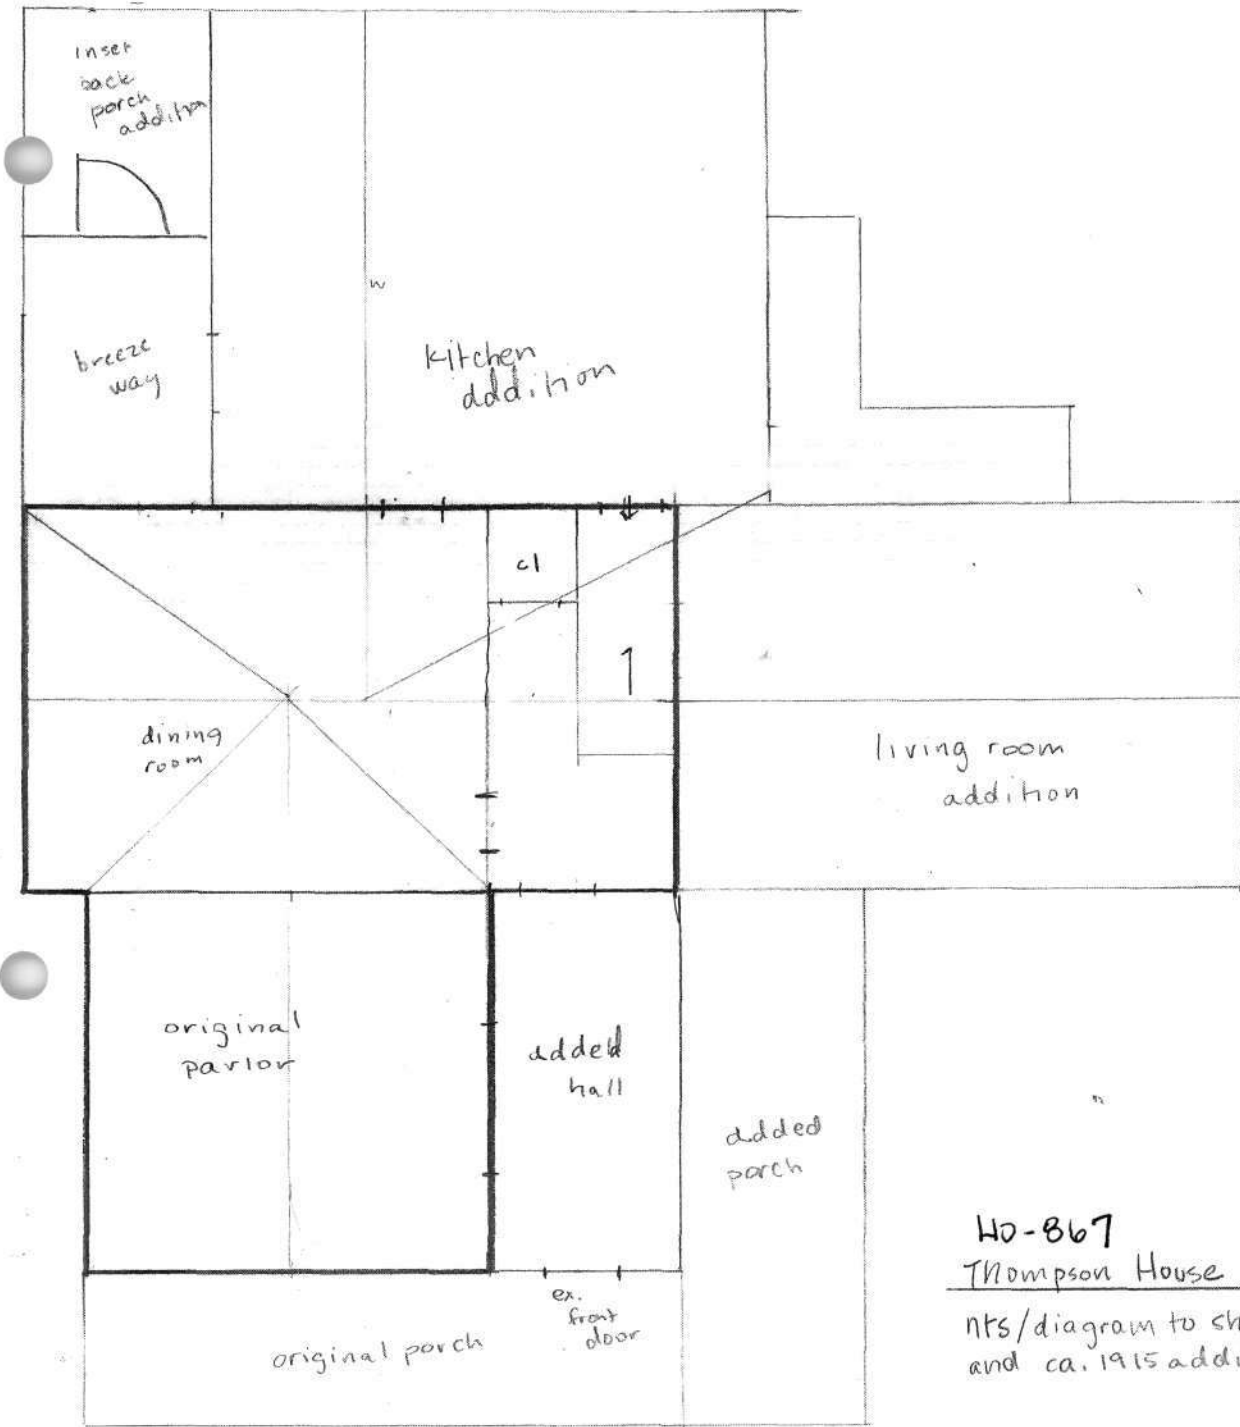 inset
back
porch
addition
breeze
way
w
kitchen
addition
cl
1
dining
room
living room
addition
original
parlor
added
hall
added
porch
ex.
front
door
original porch
HO-867
Thompson House
nts/diagram to sh
and ca. 1915 addi